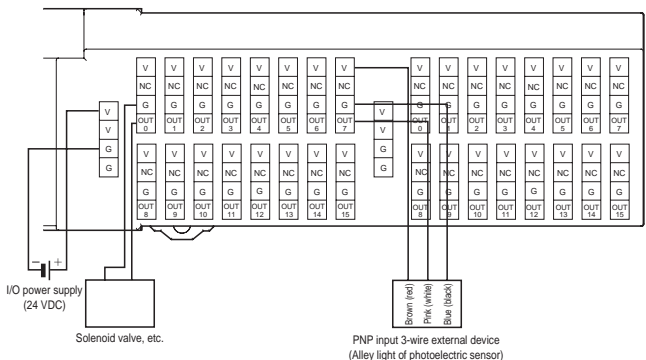 V V V V V V V V V V V V V V V V
NC NC NC NC NC NC NC NC NC NC NC NC NC NC NC NC
G G G G G G G G G G G G G G G G
OUT OUT OUT OUT OUT OUT OUT OUT OUT OUT OUT OUT OUT OUT OUT OUT
0 1 2 3 4 5 6 7 0 1 2 3 4 5 6 7
V V
V V
G G
G G
V V V V V V V V V V V V V V V V
NC NC NC NC NC NC NC NC NC NC NC NC NC NC NC NC
G G G G G G G G G G G G G G G G
OUT OUT OUT OUT OUT OUT OUT OUT OUT OUT OUT OUT OUT OUT OUT OUT
8 9 10 11 12 13 14 15 8 9 10 11 12 13 14 15
− +
I/O power supply
(24 VDC)
Solenoid valve, etc.
Brown (red)
Pink (white)
Blue (black)
PNP input 3-wire external device
(Alley light of photoelectric sensor)